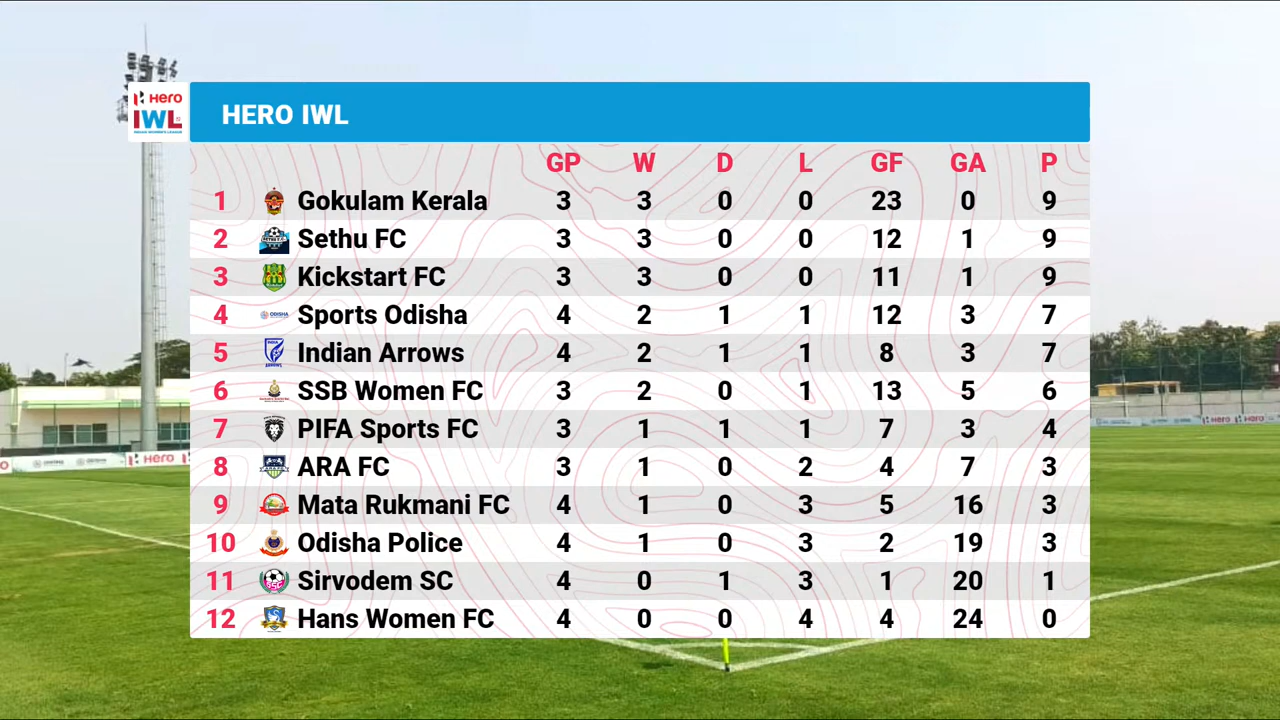 Hero
IWL
INDIAN WOMEN'S LEAGUE
HERO IWL
GP W D L GF GA P
1 Gokulam Kerala 3 3 0 0 23 0 9
2 Sethu FC 3 3 0 0 12 1 9
3 Kickstart FC 3 3 0 0 11 1 9
4 ODISHA Sports Odisha 4 2 1 1 12 3 7
5 Indian Arrows 4 2 1 1 8 3 7
6 SSB Women FC 3 2 0 1 13 5 6
7 PIFA Sports FC 3 1 1 1 7 3 4
8 ARA FC 3 1 0 2 4 7 3
9 Mata Rukmani FC 4 1 0 3 5 16 3
10 Odisha Police 4 1 0 3 2 19 3
11 Sirvodem SC 4 0 1 3 1 20 1
12 Hans Women FC 4 0 0 4 4 24 0
Hero
Hero Hero